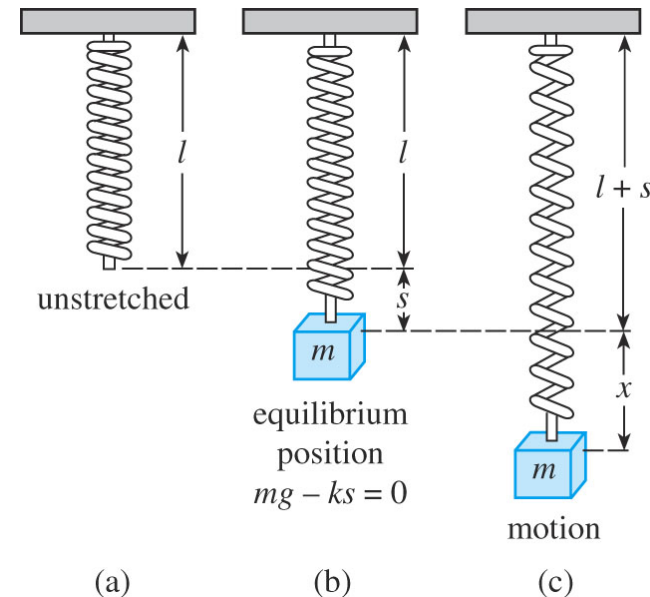 l
unstretched
(a)
l
s
m
equilibrium
position
mg – ks = 0
(b)
l + s
x
m
motion
(c)